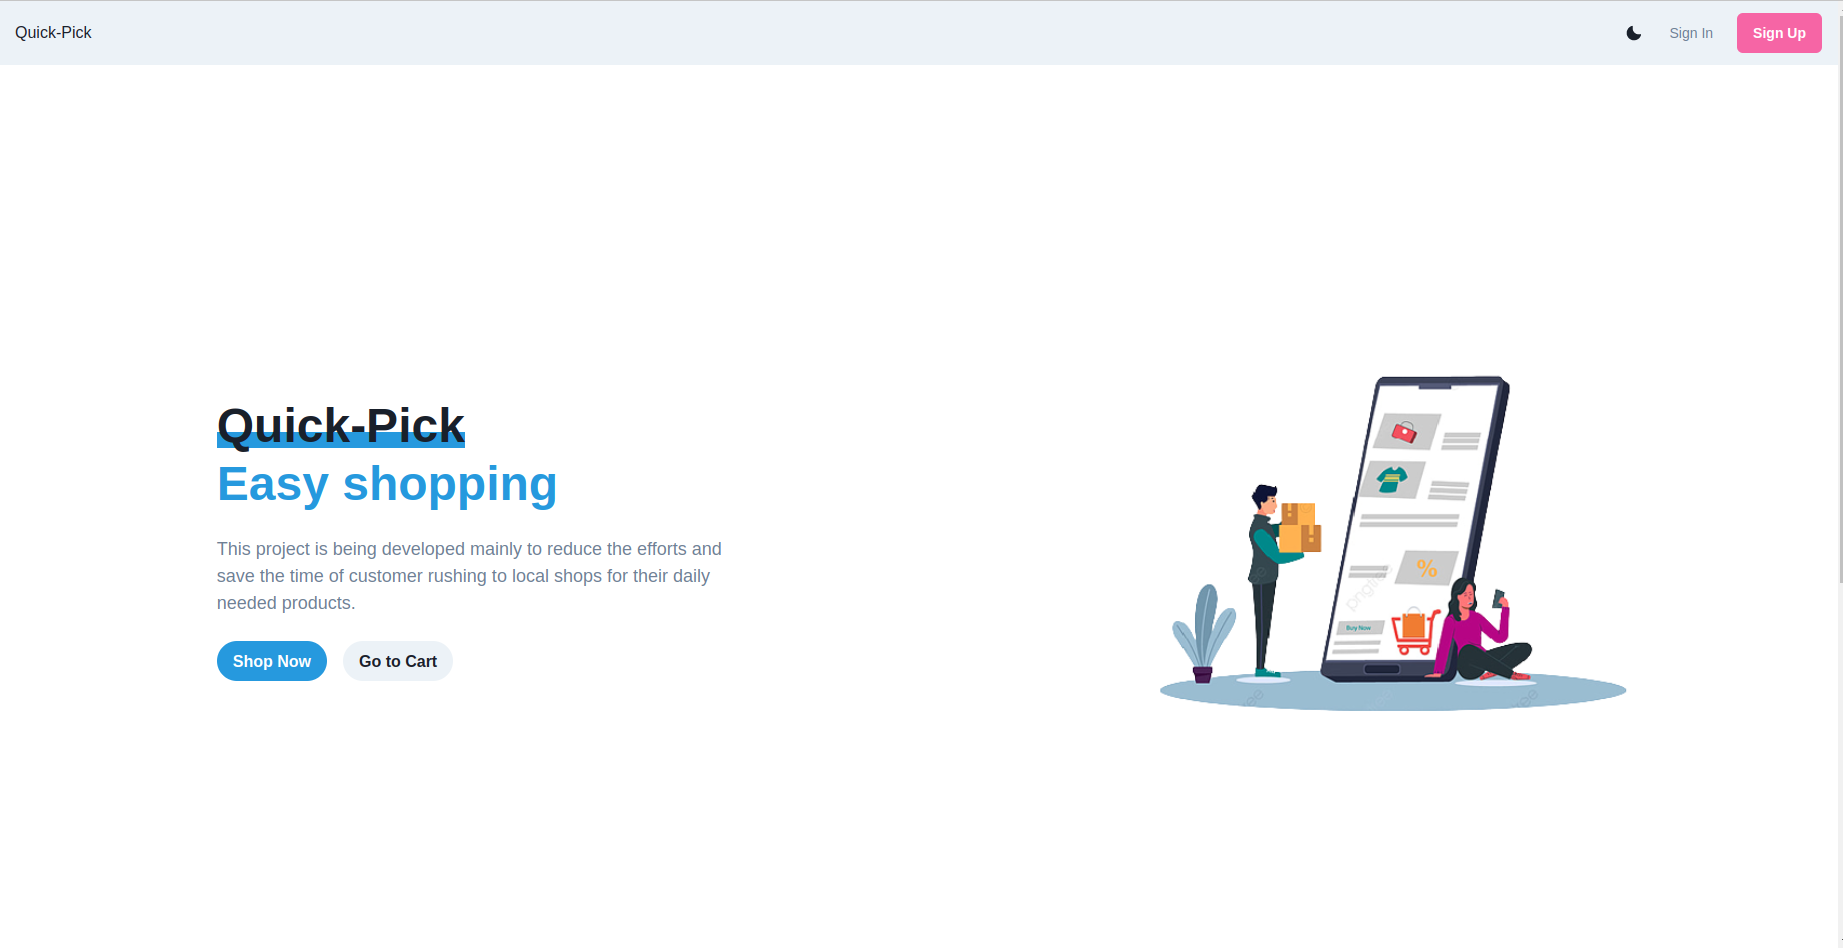 Quick-Pick
Sign In
Sign Up
Quick-Pick
Easy shopping
This project is being developed mainly to reduce the efforts and
save the time of customer rushing to local shops for their daily
needed products.
Shop Now
Go to Cart
%
Buy Now
pngtree